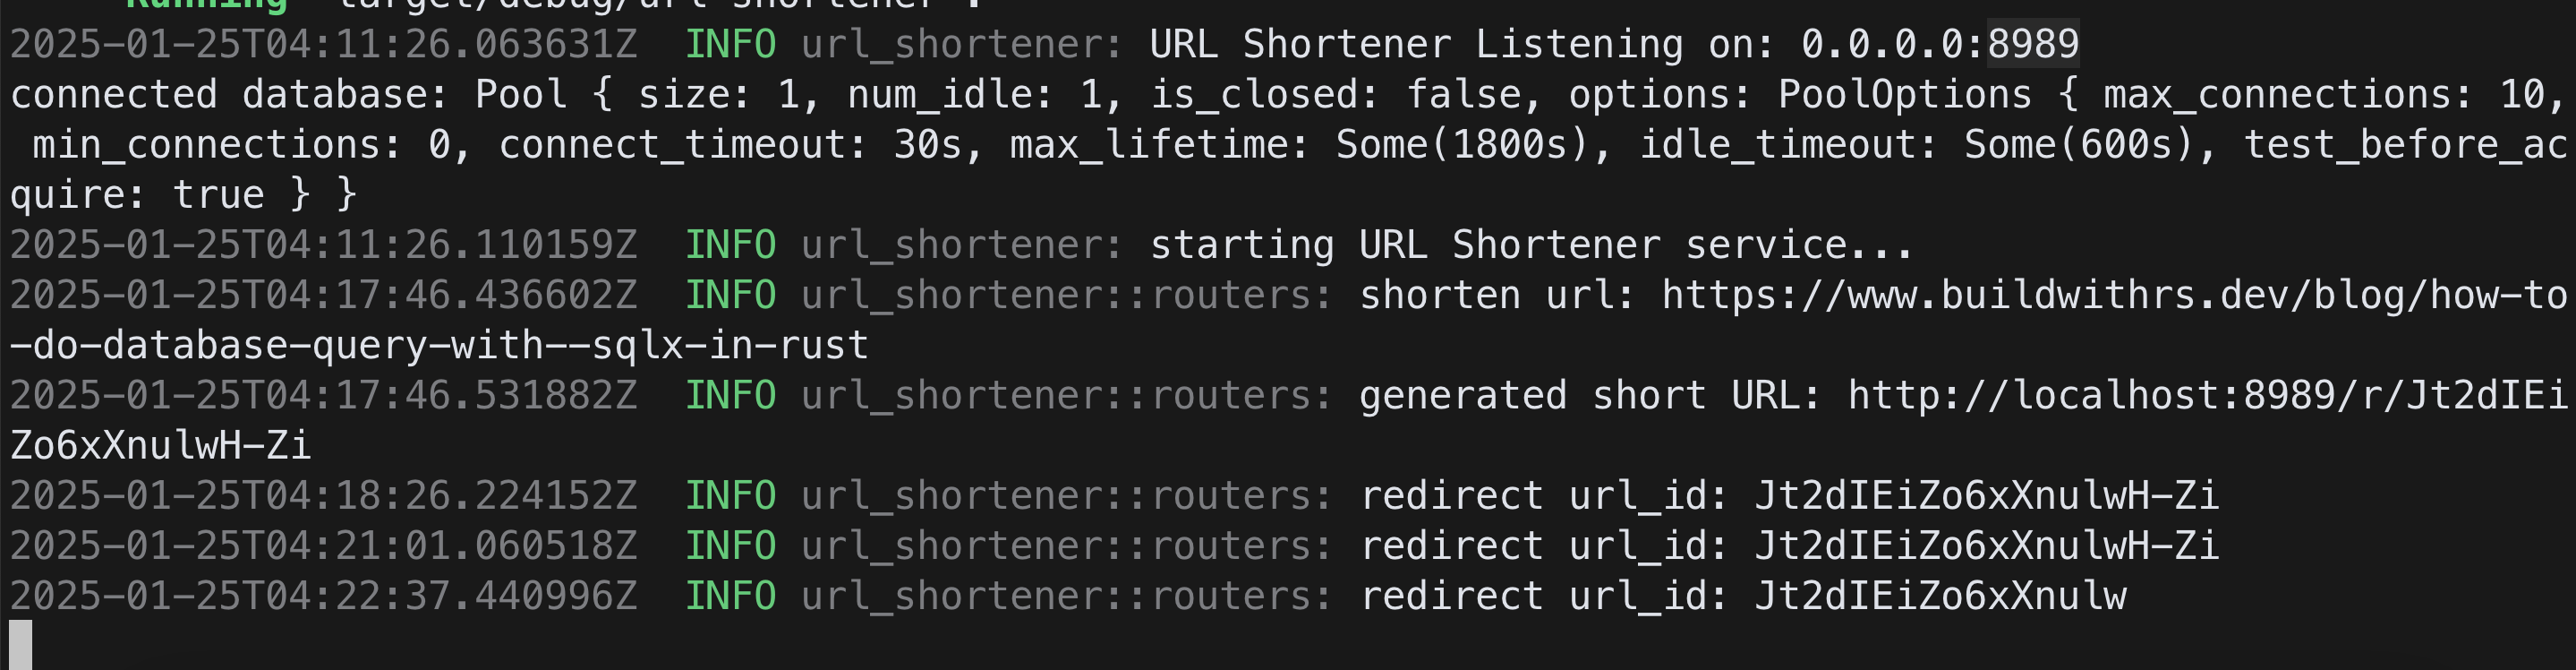 Running `target/debug/url-shortener`
2025-01-25T04:11:26.063631Z  INFO url_shortener: URL Shortener Listening on: 0.0.0.0:8989
connected database: Pool { size: 1, num_idle: 1, is_closed: false, options: PoolOptions { max_connections: 10,
 min_connections: 0, connect_timeout: 30s, max_lifetime: Some(1800s), idle_timeout: Some(600s), test_before_ac
quire: true } }
2025-01-25T04:11:26.110159Z  INFO url_shortener: starting URL Shortener service...
2025-01-25T04:17:46.436602Z  INFO url_shortener::routers: shorten url: https://www.buildwithrs.dev/blog/how-to
-do-database-query-with--sqlx-in-rust
2025-01-25T04:17:46.531882Z  INFO url_shortener::routers: generated short URL: http://localhost:8989/r/Jt2dIEi
Zo6xXnulwH-Zi
2025-01-25T04:18:26.224152Z  INFO url_shortener::routers: redirect url_id: Jt2dIEiZo6xXnulwH-Zi
2025-01-25T04:21:01.060518Z  INFO url_shortener::routers: redirect url_id: Jt2dIEiZo6xXnulwH-Zi
2025-01-25T04:22:37.440996Z  INFO url_shortener::routers: redirect url_id: Jt2dIEiZo6xXnulw